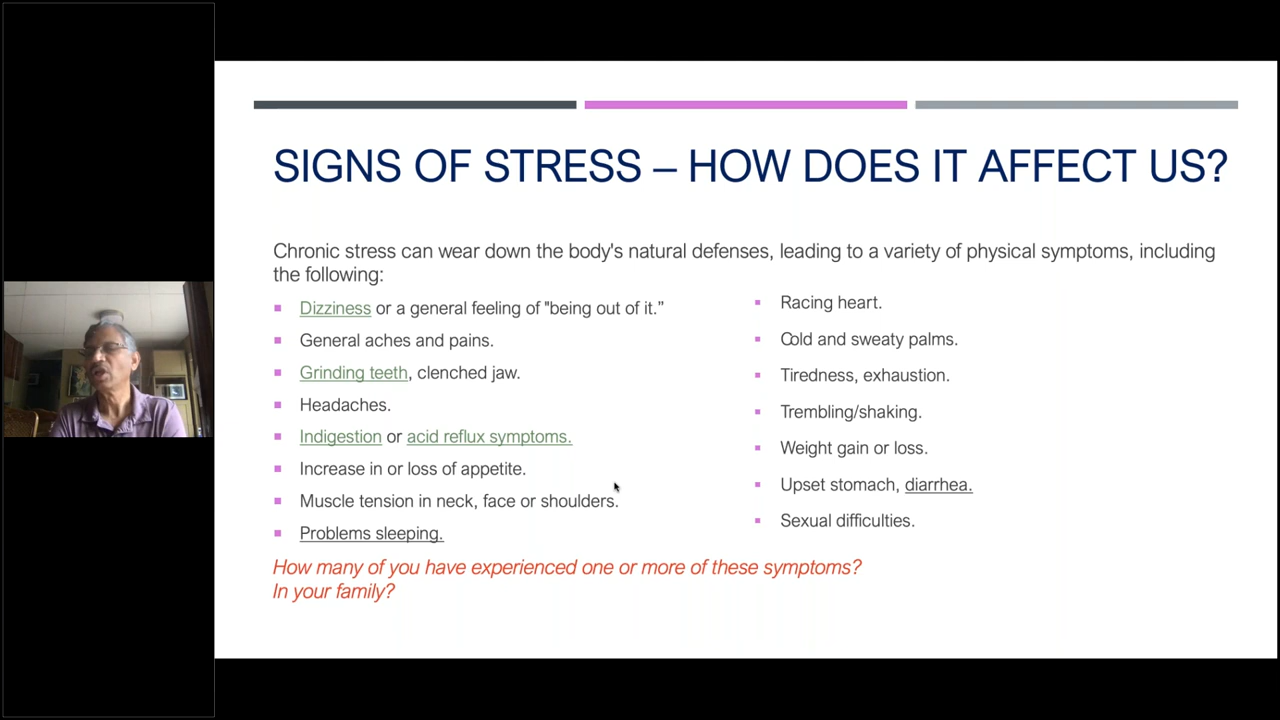 SIGNS OF STRESS – HOW DOES IT AFFECT US?
Chronic stress can wear down the body's natural defenses, leading to a variety of physical symptoms, including
the following:
Dizziness or a general feeling of "being out of it.”
General aches and pains.
Grinding teeth, clenched jaw.
Headaches.
Indigestion or acid reflux symptoms.
Increase in or loss of appetite.
Muscle tension in neck, face or shoulders.
Problems sleeping.
Racing heart.
Cold and sweaty palms.
Tiredness, exhaustion.
Trembling/shaking.
Weight gain or loss.
Upset stomach, diarrhea.
Sexual difficulties.
How many of you have experienced one or more of these symptoms?
In your family?